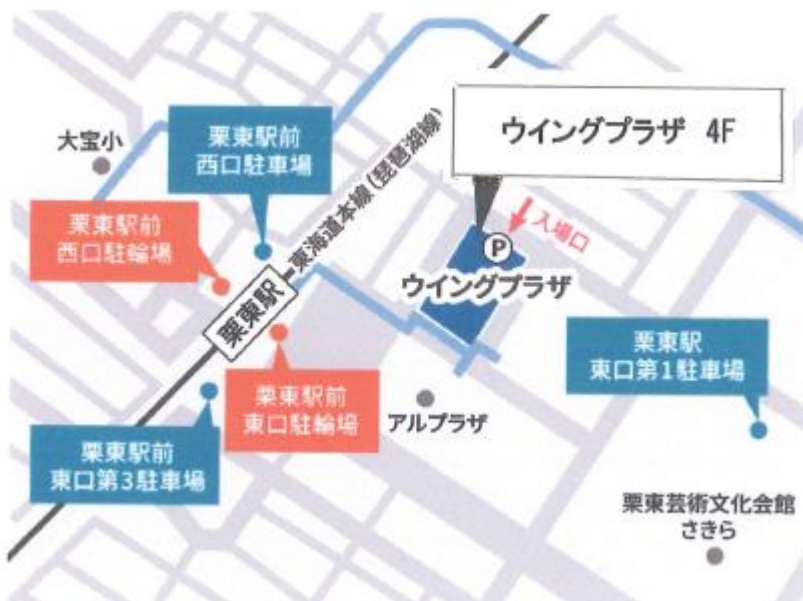 大宝小
栗東駅前
西口駐車場
栗東駅前
西口駐輪場
東海道本線(琵琶湖線)
ウイングプラザ 4F
入場口
P
ウイングプラザ
栗東駅
栗東駅
東口第1駐車場
栗東駅前
東口駐輪場
アルプラザ
栗東駅前
東口第3駐車場
栗東芸術文化会館
さきら